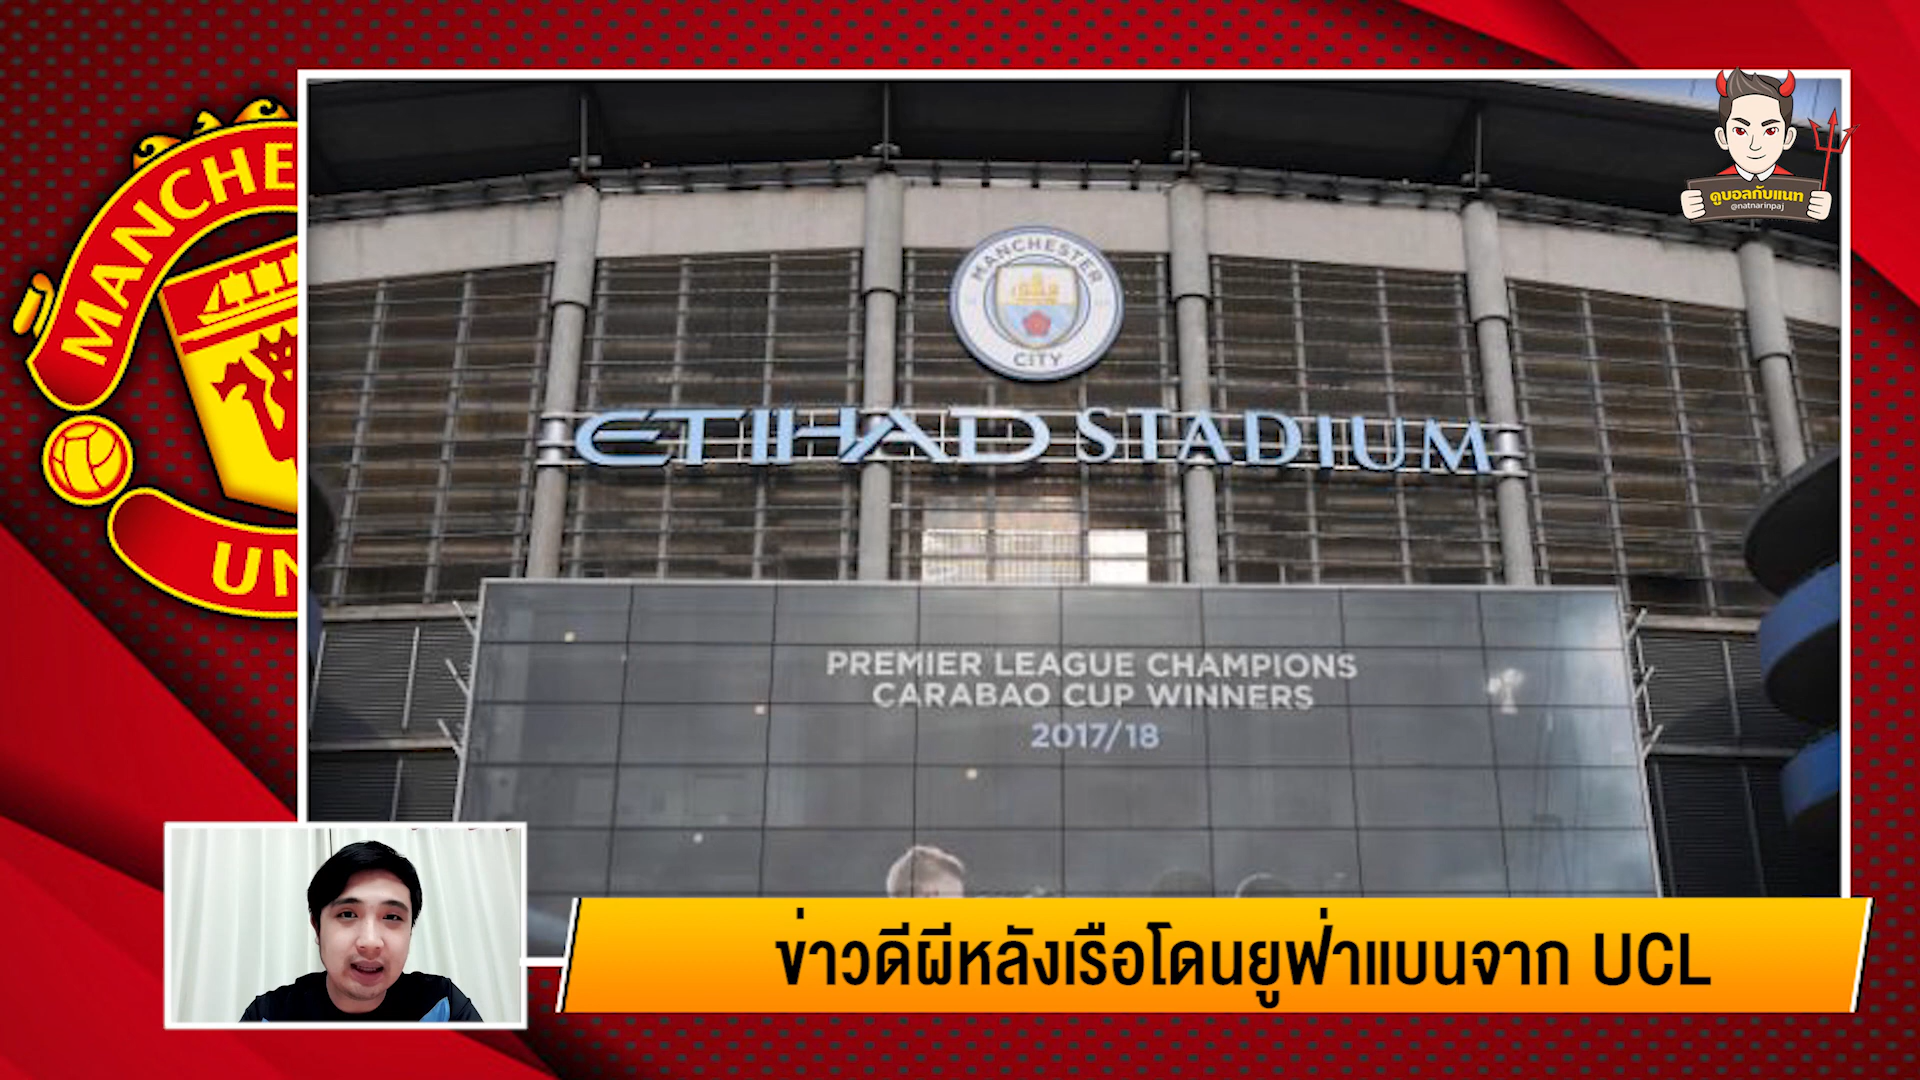 MANCHE
UN
ดูบอลกับแนท
@natnarinpaj
MANCHESTER
CITY
ETIHAD STADIUM
PREMIER LEAGUE CHAMPIONS
CARABAO CUP WINNERS
2017/18
ข่าวดีผีหลังเรือโดนยูฟ่าแบนจาก UCL